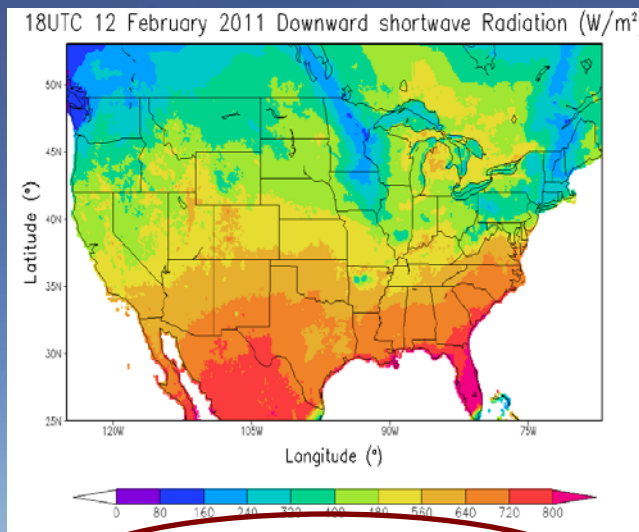 18UTC 12 February 2011 Downward shortwave Radiation (W/m²
50N
45N
40N
35N
30N
25N
Latitude (°)
120W 105W 90W 75W
Longitude (°)
0 80 160 240 320 400 480 560 640 720 800